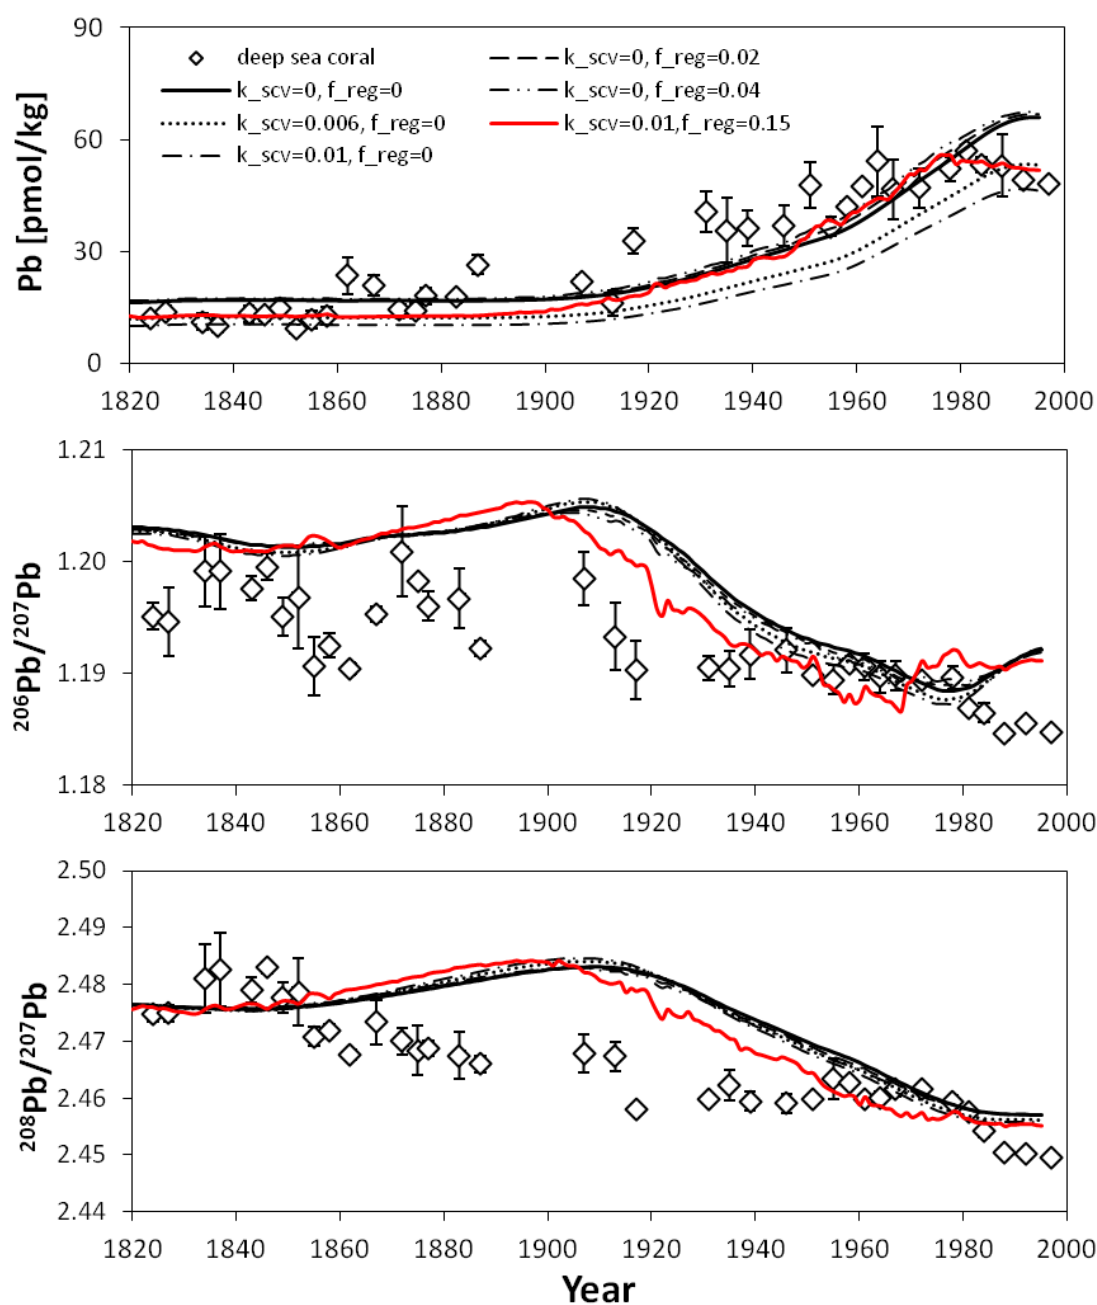 90
60
30
0
Pb [pmol/kg]
deep sea coral
k_scv=0, f_reg=0
k_scv=0.006, f_reg=0
k_scv=0.01, f_reg=0
k_scv=0, f_reg=0.02
k_scv=0, f_reg=0.04
k_scv=0.01,f_reg=0.15
1820 1840 1860 1880 1900 1920 1940 1960 1980 2000
1.21
1.20
1.19
1.18
²⁰⁶Pb/²⁰⁷Pb
1820 1840 1860 1880 1900 1920 1940 1960 1980 2000
2.50
2.49
2.48
2.47
2.46
2.45
2.44
²⁰⁸Pb/²⁰⁷Pb
1820 1840 1860 1880 1900 1920 1940 1960 1980 2000
Year